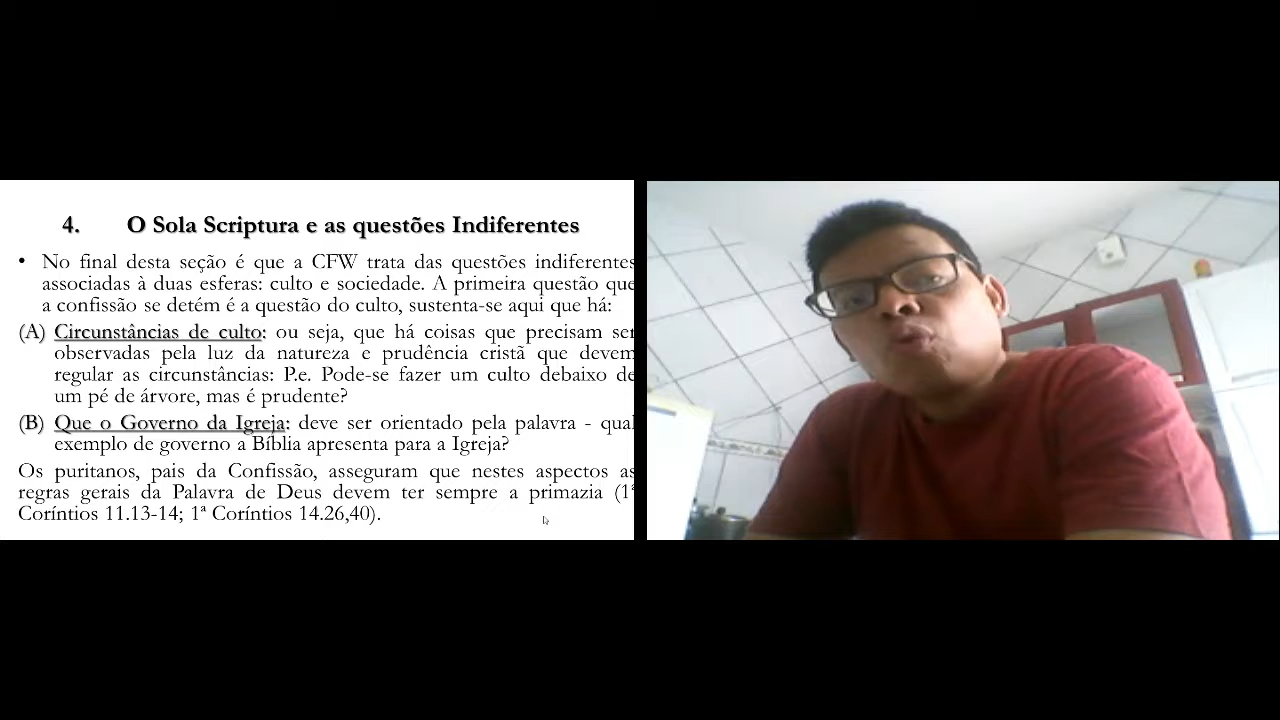 4. O Sola Scriptura e as questões Indiferentes
• No final desta seção é que a CFW trata das questões indiferentes
associadas à duas esferas: culto e sociedade. A primeira questão que
a confissão se detém é a questão do culto, sustenta-se aqui que há:
(A) Circunstâncias de culto: ou seja, que há coisas que precisam ser
observadas pela luz da natureza e prudência cristã que devem
regular as circunstâncias: P.e. Pode-se fazer um culto debaixo de
um pé de árvore, mas é prudente?
(B) Que o Governo da Igreja: deve ser orientado pela palavra - qual
exemplo de governo a Bíblia apresenta para a Igreja?
Os puritanos, pais da Confissão, asseguram que nestes aspectos as
regras gerais da Palavra de Deus devem ter sempre a primazia (1ª
Coríntios 11.13-14; 1ª Coríntios 14.26,40).